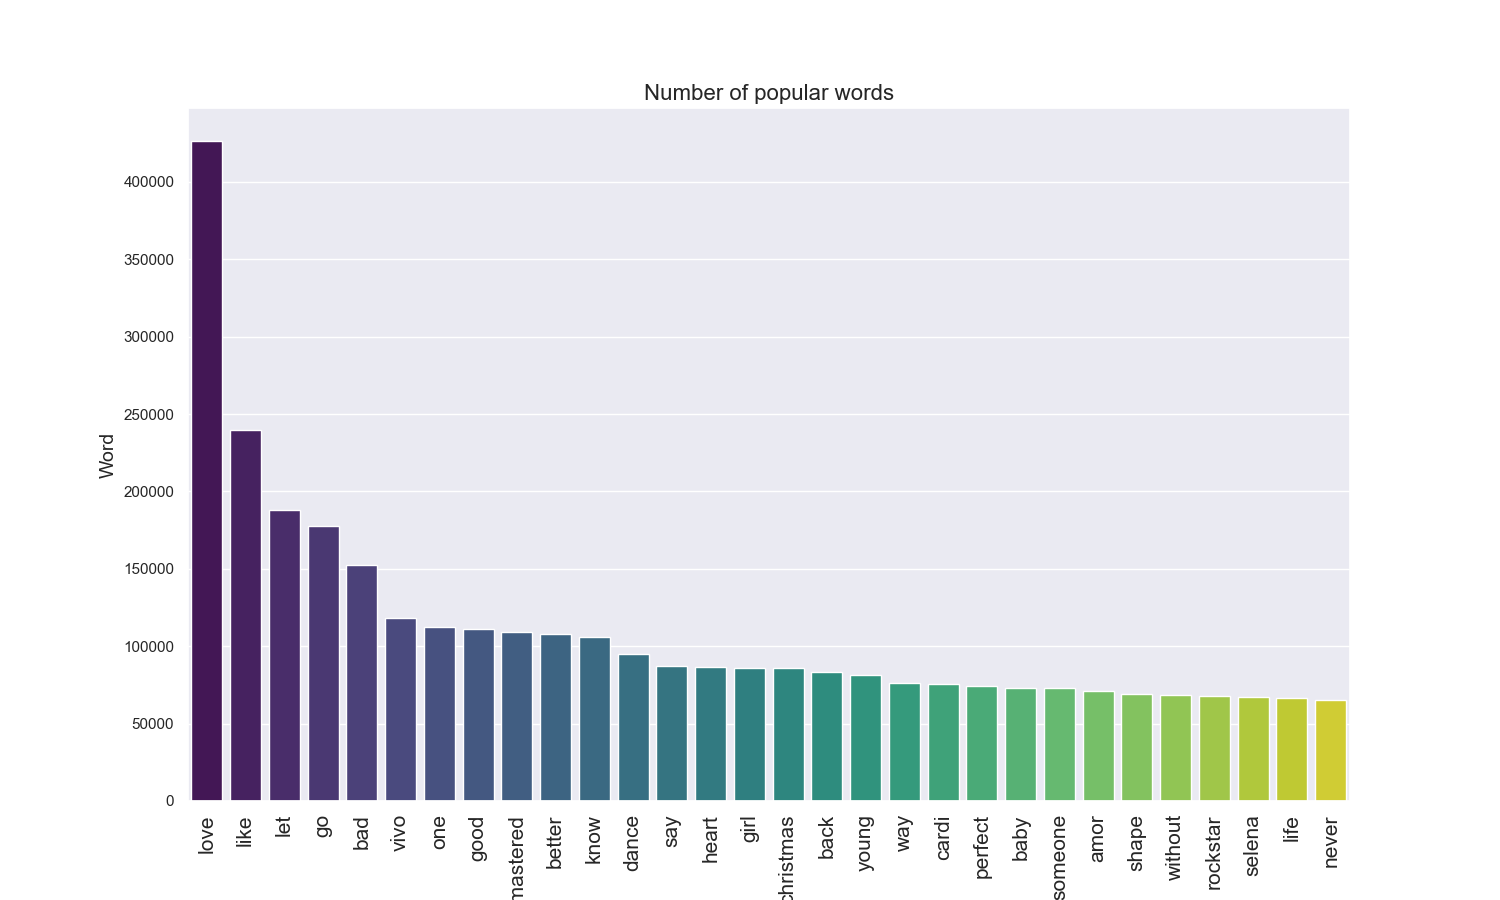 Number of popular words
Word
400000
350000
300000
250000
200000
150000
100000
50000
0
love
like
let
go
bad
vivo
one
good
mastered
better
know
dance
say
heart
girl
christmas
back
young
way
cardi
perfect
baby
someone
amor
shape
without
rockstar
selena
life
never